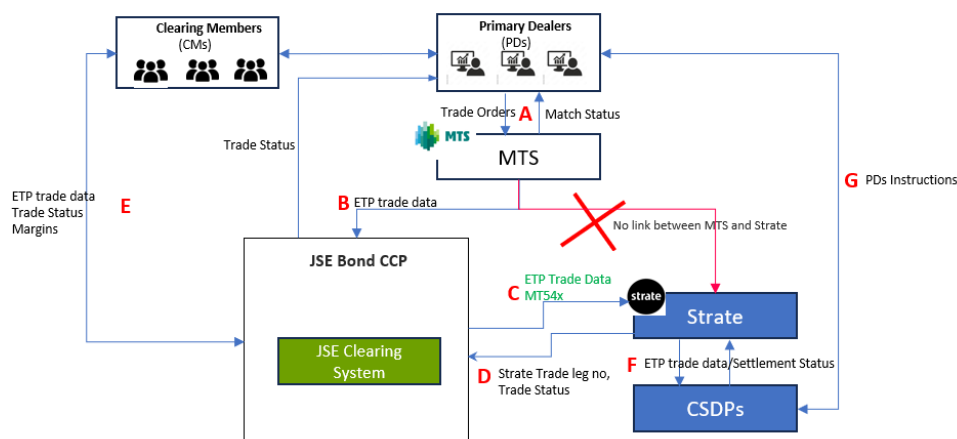 Clearing Members
(CMs)
Primary Dealers
(PDs)
Trade Orders
A
Match Status
MTS
MTS
Trade Status
G
PDs Instructions
ETP trade data
Trade Status
Margins
E
B
ETP trade data
No link between MTS and Strate
JSE Bond CCP
C
ETP Trade Data
MT54x
strate
Strate
JSE Clearing
System
D
Strate Trade leg no,
Trade Status
F
ETP trade data/Settlement Status
CSDPs